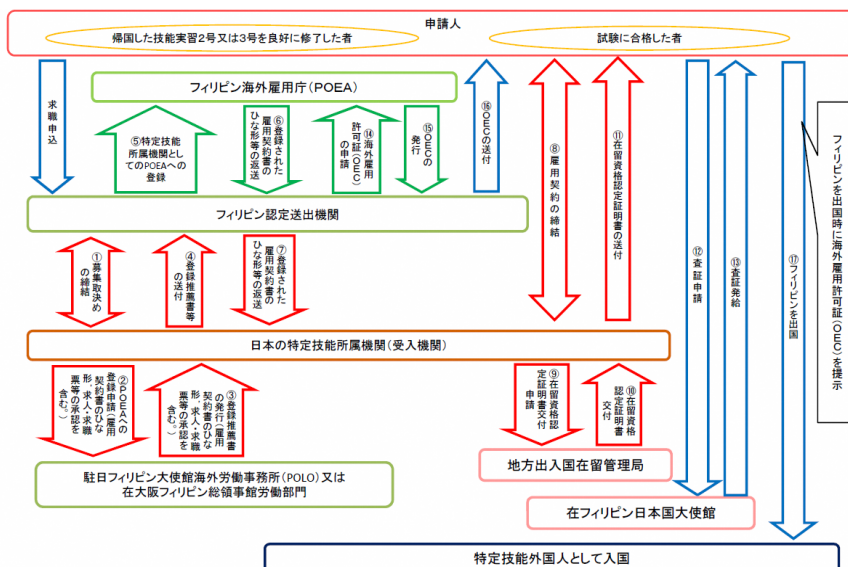 申請人
帰国した技能実習2号又は3号を良好に修了した者
試験に合格した者
求職申込
フィリピン海外雇用庁(POEA)
⑤特定技能
所属機関とし
てのPOEAへの
登録
⑥登録された
雇用契約書の
ひな形等の返送
⑭海外雇用
許可証(OEC)
の申請
⑮OECの
発行
⑯OECの送付
⑧雇用契約の締結
⑪在留資格認定証明書の送付
⑫査証申請
⑬査証発給
⑰フィリピンを出国
フィリピンを出国時に海外雇用許可証(OEC)を提示
フィリピン認定送出機関
①募集取決め
の締結
④登録推薦書等
の送付
⑦登録された
雇用契約書の
ひな形等の返送
日本の特定技能所属機関(受入機関)
②POEAへの
登録申請(雇用
契約書のひな
形、求人・求職
票等の承認を
含む。)
③登録推薦書
の発行(雇用
契約書のひな
形、求人・求職
票等の承認を
含む。)
⑨在留資格認
定証明書交付
申請
⑩在留資格
認定証明書
交付
駐日フィリピン大使館海外労働事務所(POLO)又は
在大阪フィリピン総領事館労働部門
地方出入国在留管理局
在フィリピン日本国大使館
特定技能外国人として入国